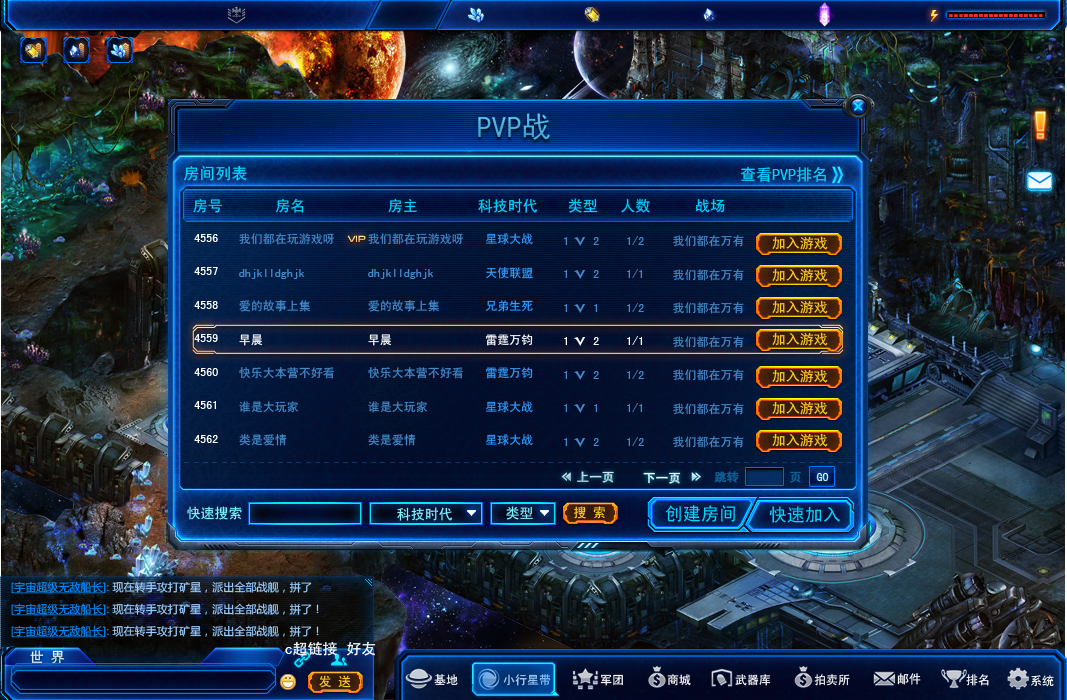 PVP战
房间列表 查看PVP排名
房号 房名 房主 科技时代 类型 人数 战场
4556 我们都在玩游戏呀 VIP 我们都在玩游戏呀 星球大战 1 V 2 1/2 我们都在万有 加入游戏
4557 dhjklldghjk dhjklldghjk 天使联盟 1 V 2 1/1 我们都在万有 加入游戏
4558 爱的故事上集 爱的故事上集 兄弟生死 1 V 1 1/2 我们都在万有 加入游戏
4559 早晨 早晨 雷霆万钧 1 V 2 1/1 我们都在万有 加入游戏
4560 快乐大本营不好看 快乐大本营不好看 雷霆万钧 1 V 2 1/2 我们都在万有 加入游戏
4561 谁是大玩家 谁是大玩家 星球大战 1 V 1 1/1 我们都在万有 加入游戏
4562 类是爱情 类是爱情 星球大战 1 V 2 1/2 我们都在万有 加入游戏
上一页 下一页 跳转 页 GO
快速搜索 科技时代 类型 搜索 创建房间 快速加入
[宇宙超级无敌船长]: 现在转手攻打矿星，派出全部战舰，拼了
[宇宙超级无敌船长]: 现在转手攻打矿星，派出全部战舰，拼了！
[宇宙超级无敌船长]: 现在转手攻打矿星，派出全部战舰，拼了！
c超链接 好友
世界
发送
基地 小行星带 军团 商城 武器库 拍卖所 邮件 排名 系统